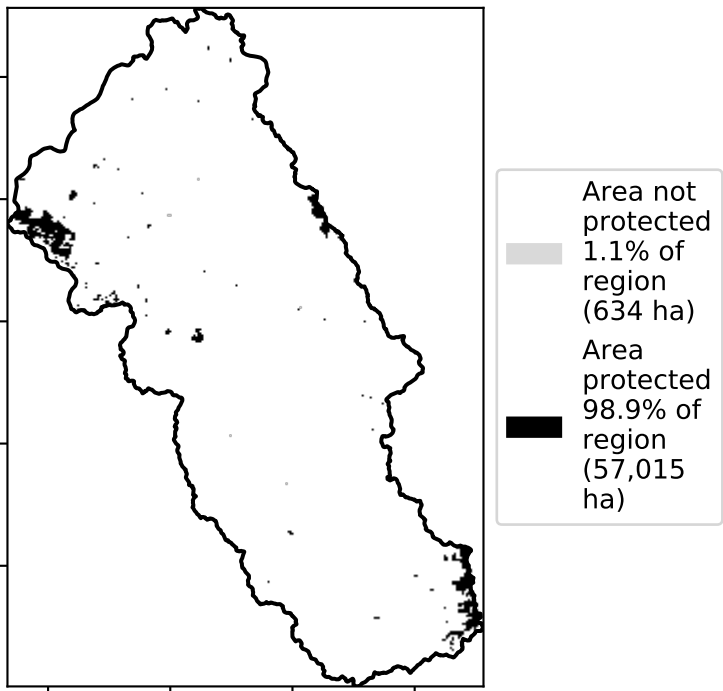 Area not
protected
1.1% of
region
(634 ha)
Area
protected
98.9% of
region
(57,015
ha)